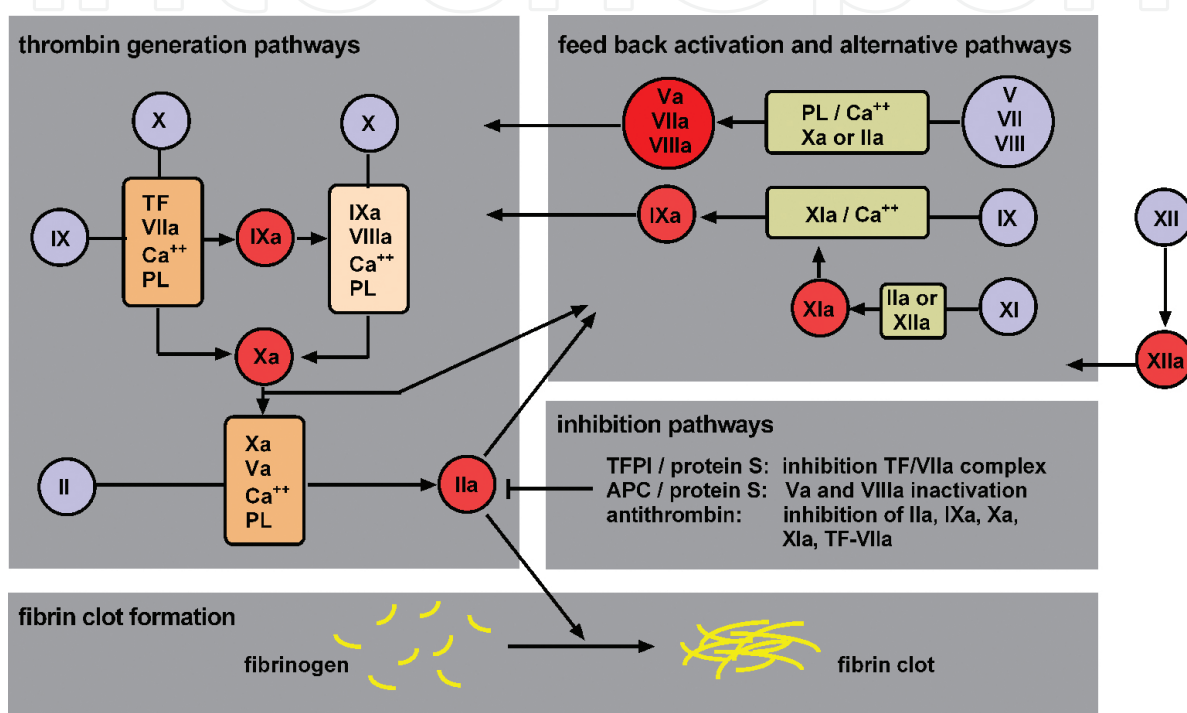 thrombin generation pathways
X
X
IX
TF
VIIa
Ca++
PL
IXa
IXa
VIIIa
Ca++
PL
Xa
II
Xa
Va
Ca++
PL
IIa
feed back activation and alternative pathways
Va
VIIa
VIIIa
PL / Ca++
Xa or IIa
V
VII
VIII
IXa
XIa / Ca++
IX
XIa
IIa or
XIIa
XI
XII
XIIa
inhibition pathways
TFPI / protein S: inhibition TF/VIIa complex
APC / protein S: Va and VIIIa inactivation
antithrombin: inhibition of IIa, IXa, Xa,
XIa, TF-VIIa
fibrin clot formation
fibrinogen
fibrin clot